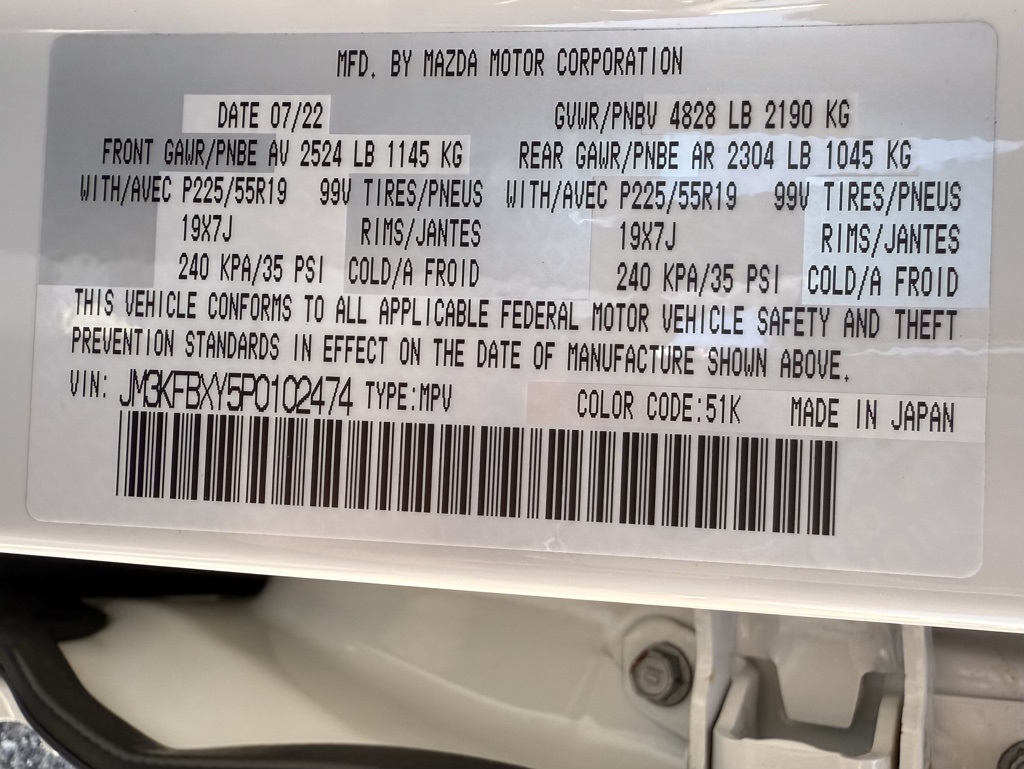 MFD. BY MAZDA MOTOR CORPORATION
DATE 07/22 GVWR/PNBV 4828 LB 2190 KG
FRONT GAWR/PNBE AV 2524 LB 1145 KG REAR GAWR/PNBE AR 2304 LB 1045 KG
WITH/AVEC P225/55R19 99V TIRES/PNEUS WITH/AVEC P225/55R19 99V TIRES/PNEUS
19X7J RIMS/JANTES 19X7J RIMS/JANTES
240 KPA/35 PSI COLD/A FROID 240 KPA/35 PSI COLD/A FROID
THIS VEHICLE CONFORMS TO ALL APPLICABLE FEDERAL MOTOR VEHICLE SAFETY AND THEFT
PREVENTION STANDARDS IN EFFECT ON THE DATE OF MANUFACTURE SHOWN ABOVE.
VIN: JM3KFBXY5P0102474 TYPE:MPV COLOR CODE:51K MADE IN JAPAN